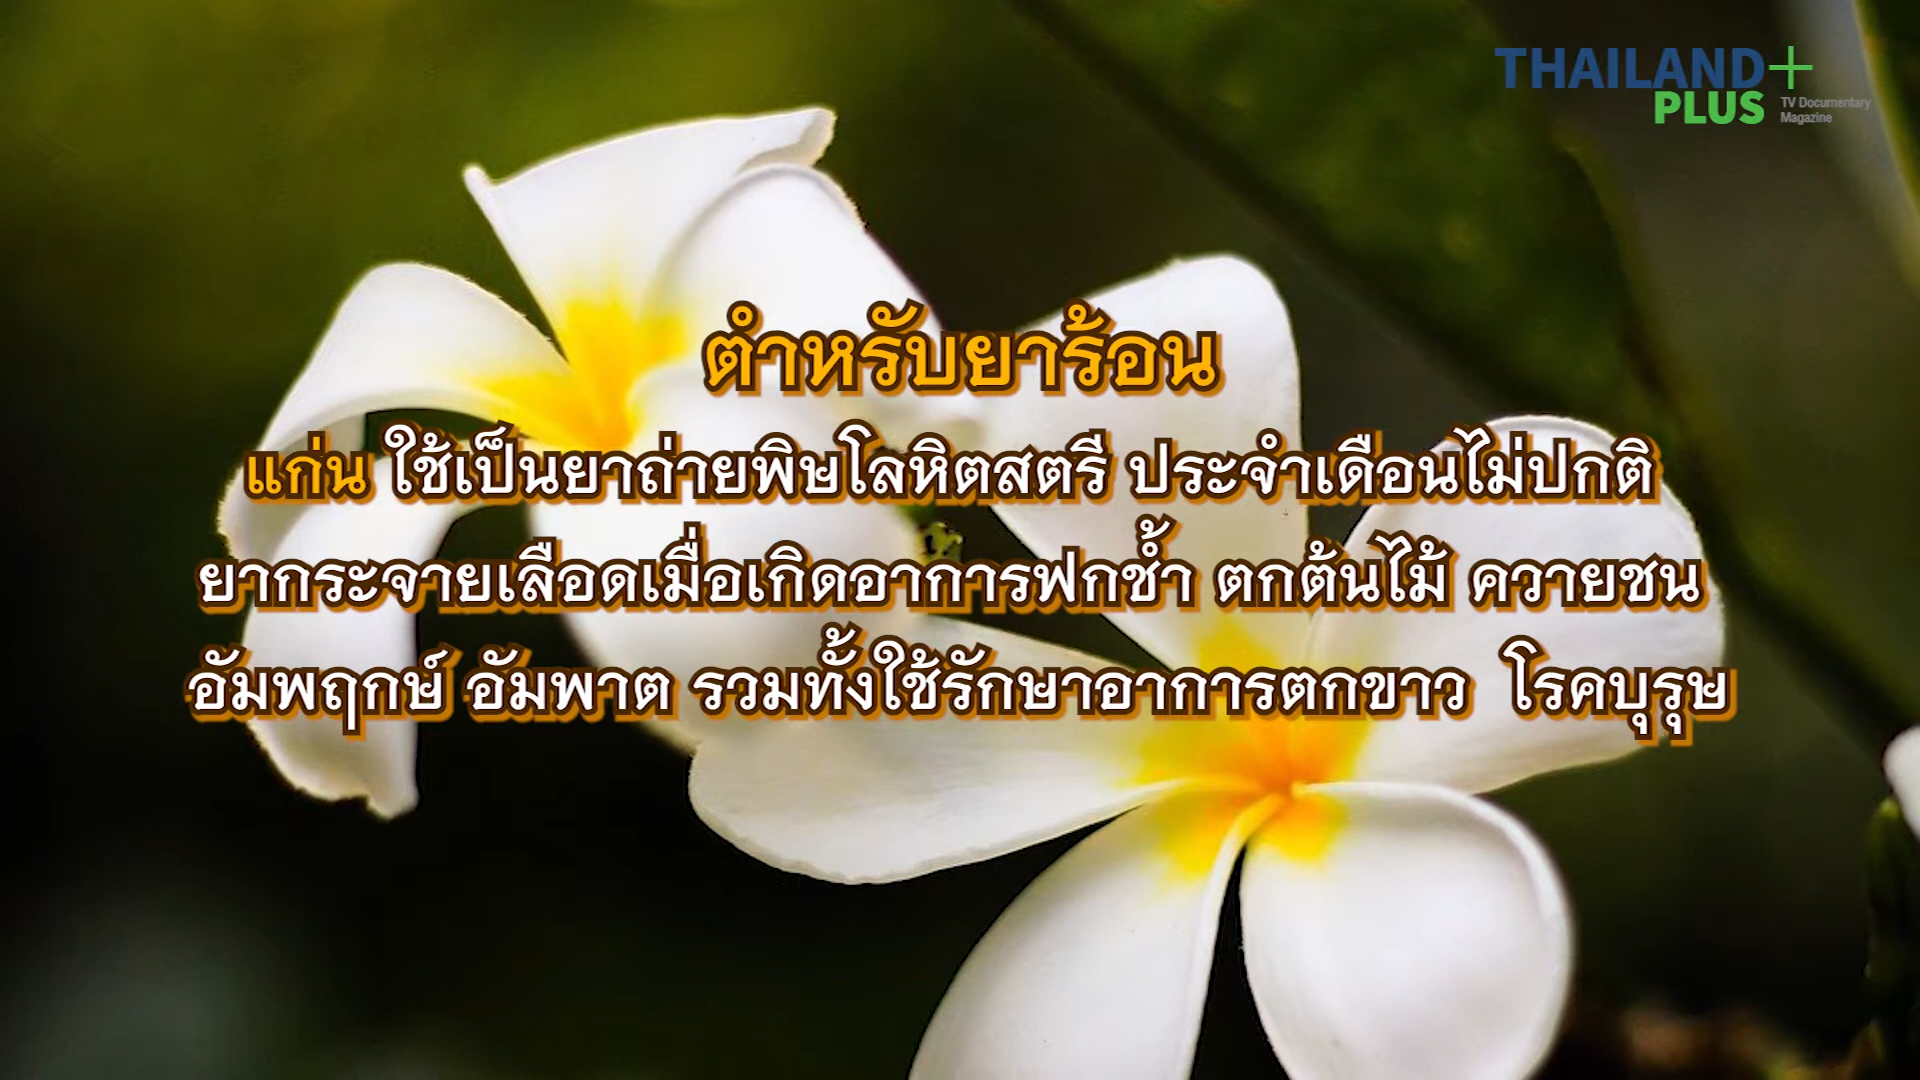 THAILAND+
PLUS
TV Documentary
Magazine
ตำหรับยาร้อน
แก่น ใช้เป็นยาถ่ายพิษโลหิตสตรี ประจำเดือนไม่ปกติ
ยากระจายเลือดเมื่อเกิดอาการฟกช้ำ ตกต้นไม้ ควายชน
อัมพฤกษ์ อัมพาต รวมทั้งใช้รักษาอาการตกขาว โรคบุรุษ